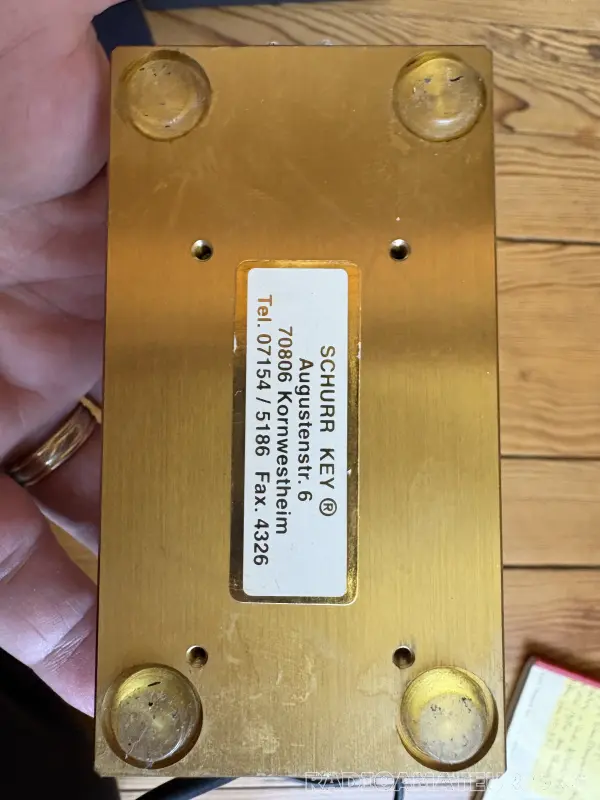 SCHURR KEY ®
Augustenstr. 6
70806 Kornwestheim
Tel. 07154 / 5186 Fax. 4326